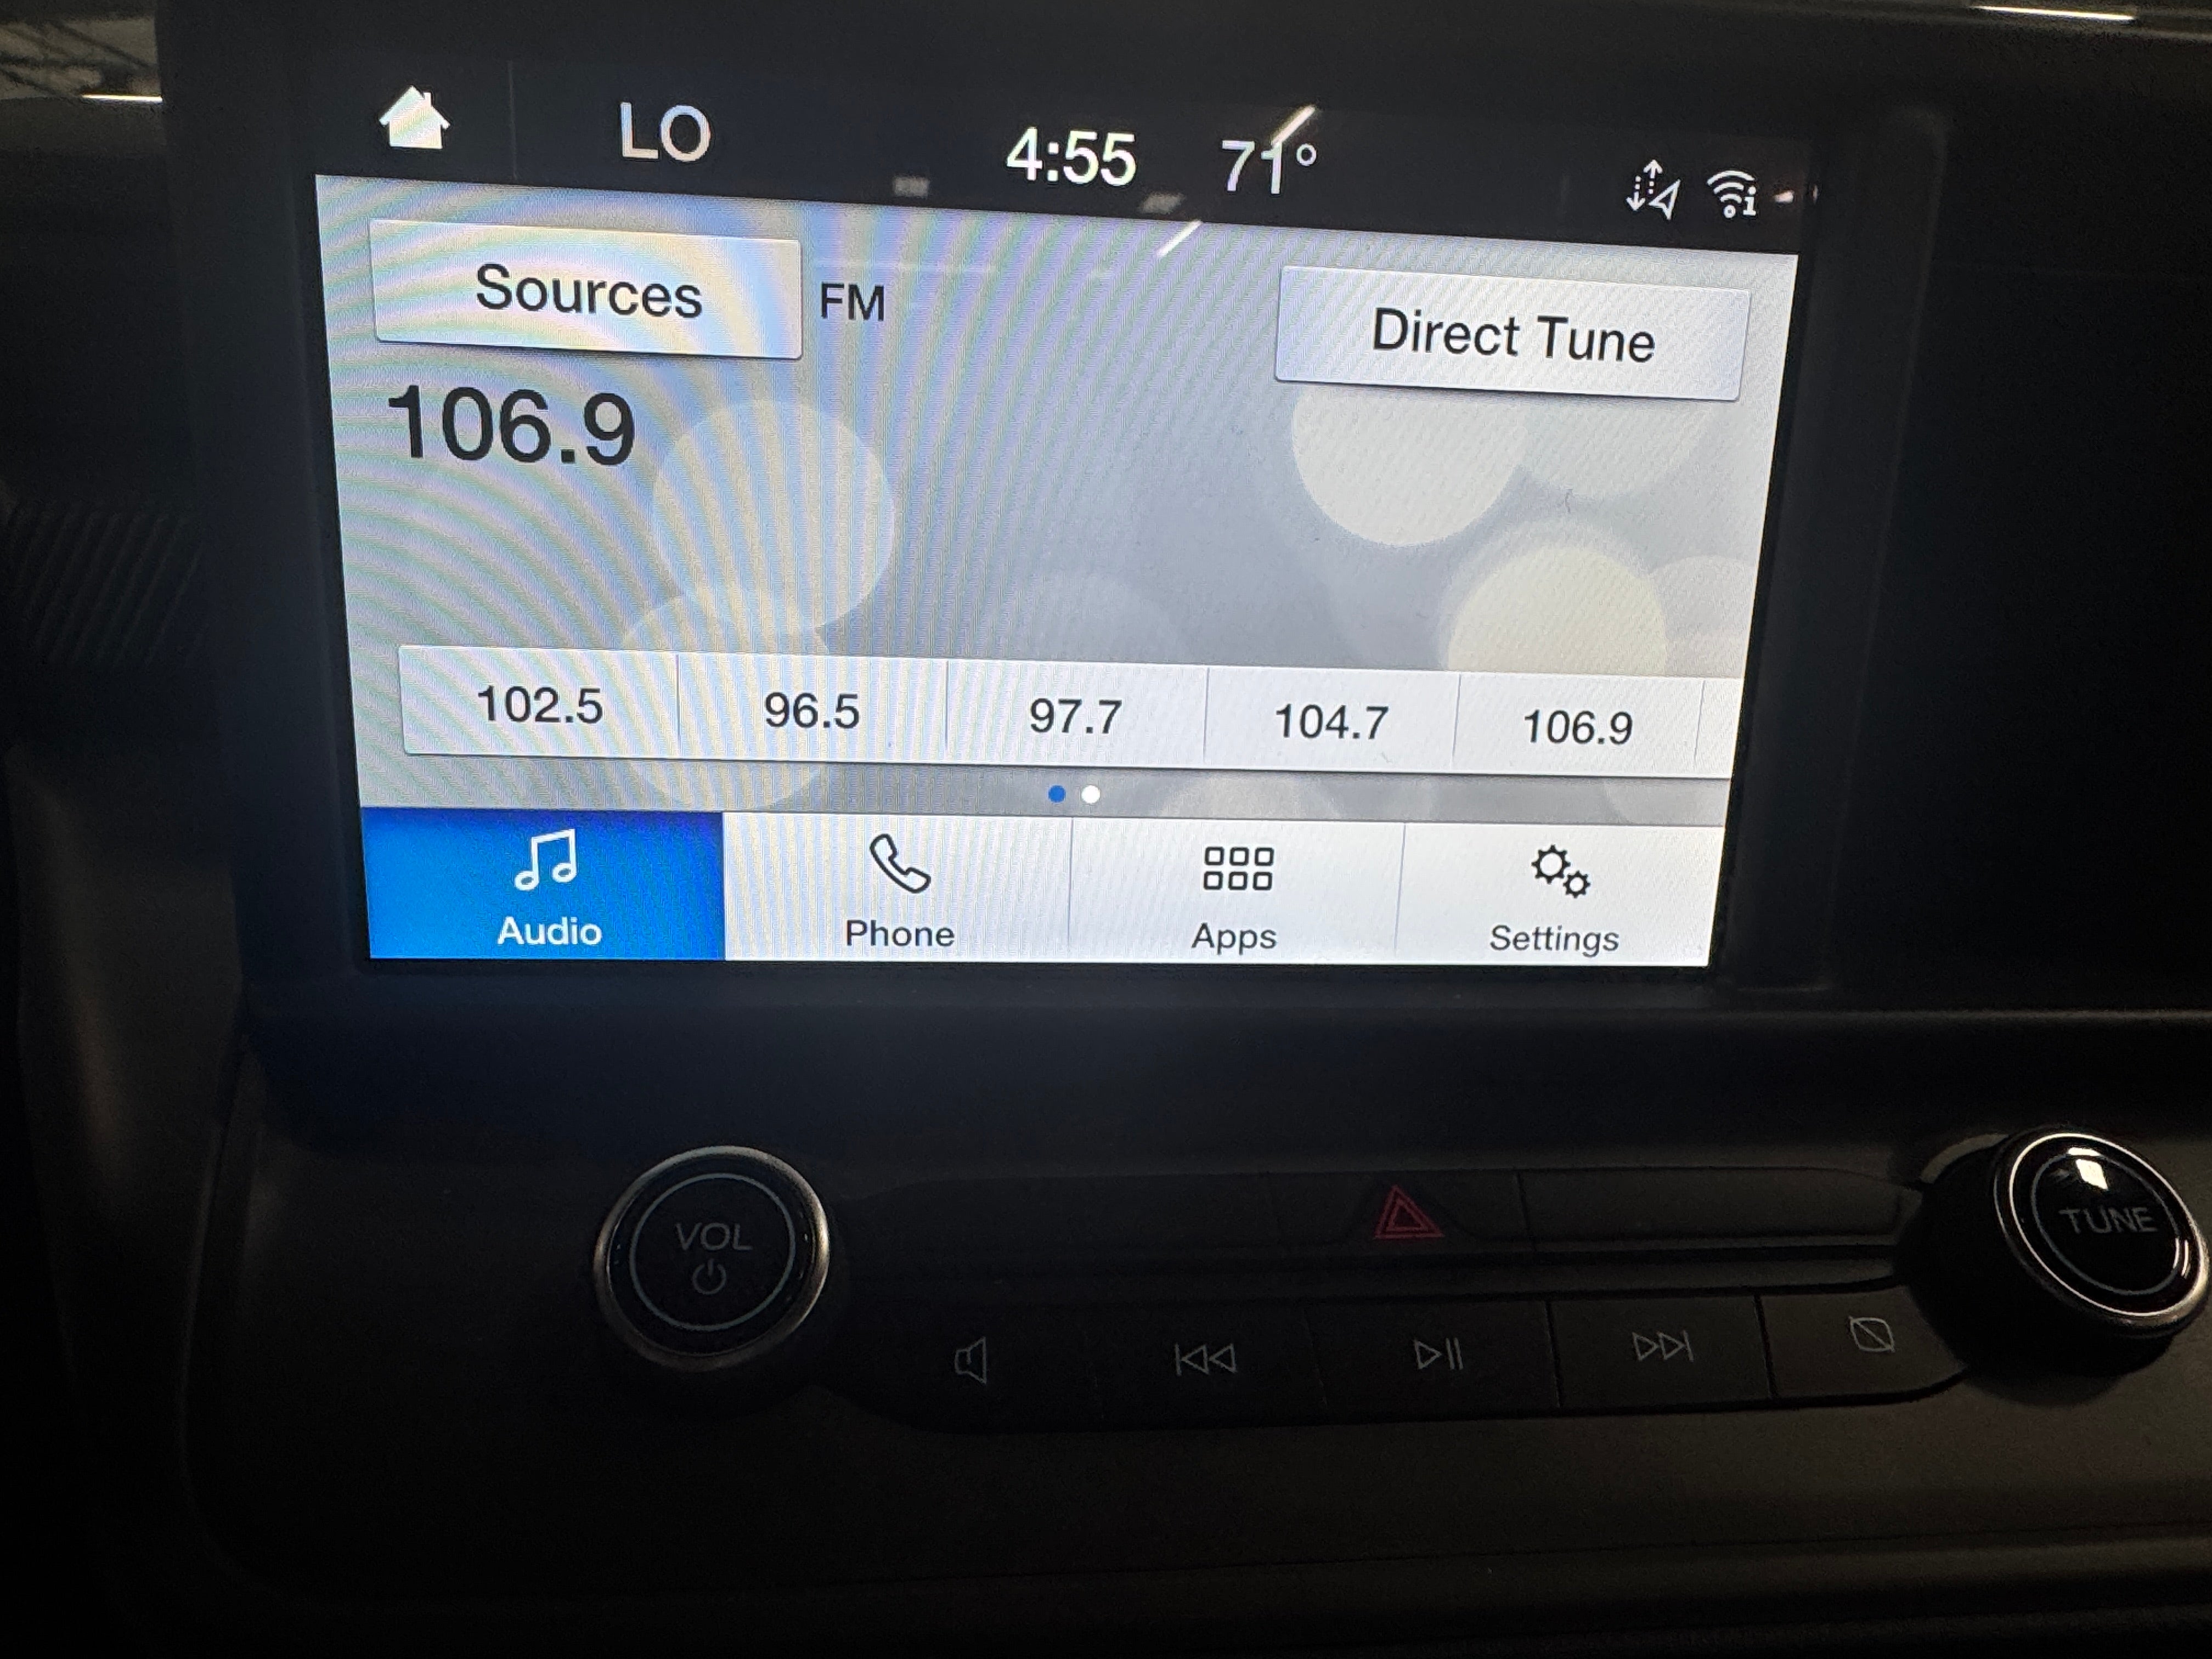 LO 4:55 71°
Sources FM Direct Tune
106.9
102.5 96.5 97.7 104.7 106.9
Audio Phone Apps Settings
VOL
TUNE